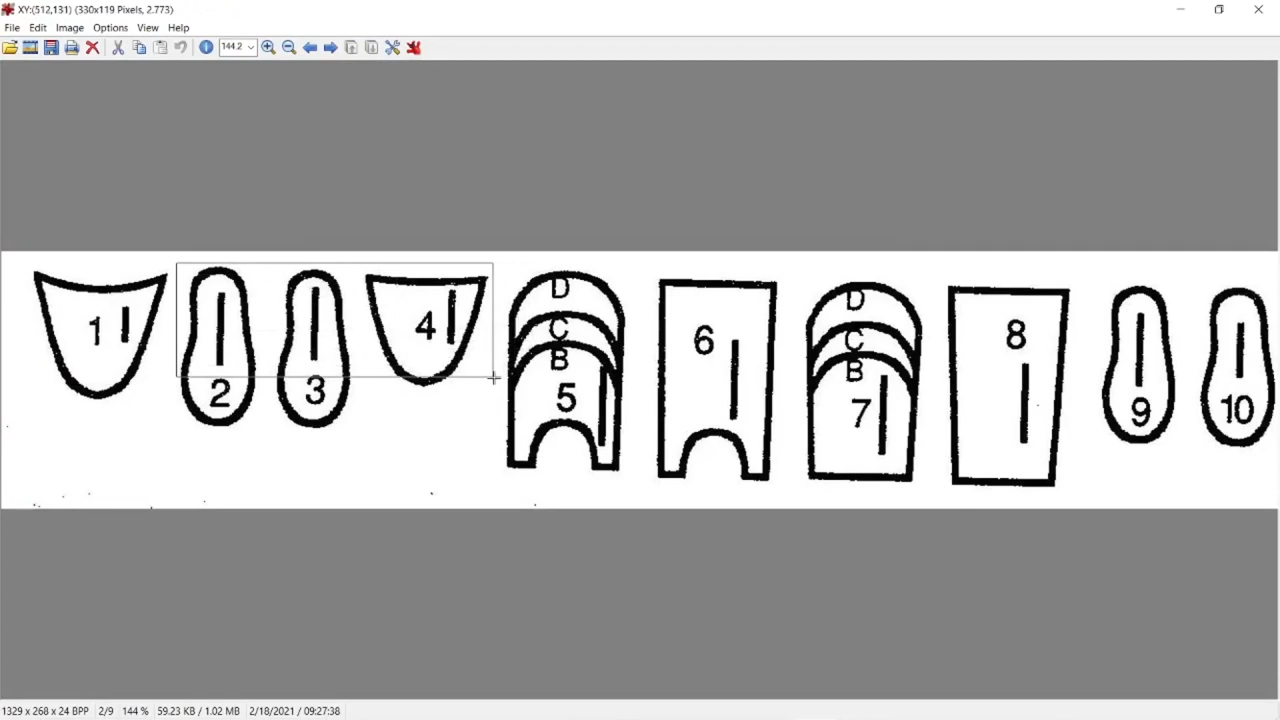 XY:(512,131) (330x119 Pixels, 2.773)
File Edit Image Options View Help
144.2
1 2 3 4 D C B 5 6 D C B 7 8 9 10
1329 x 268 x 24 BPP 2/9 144 % 59.23 KB / 1.02 MB 2/18/2021 / 09:27:38